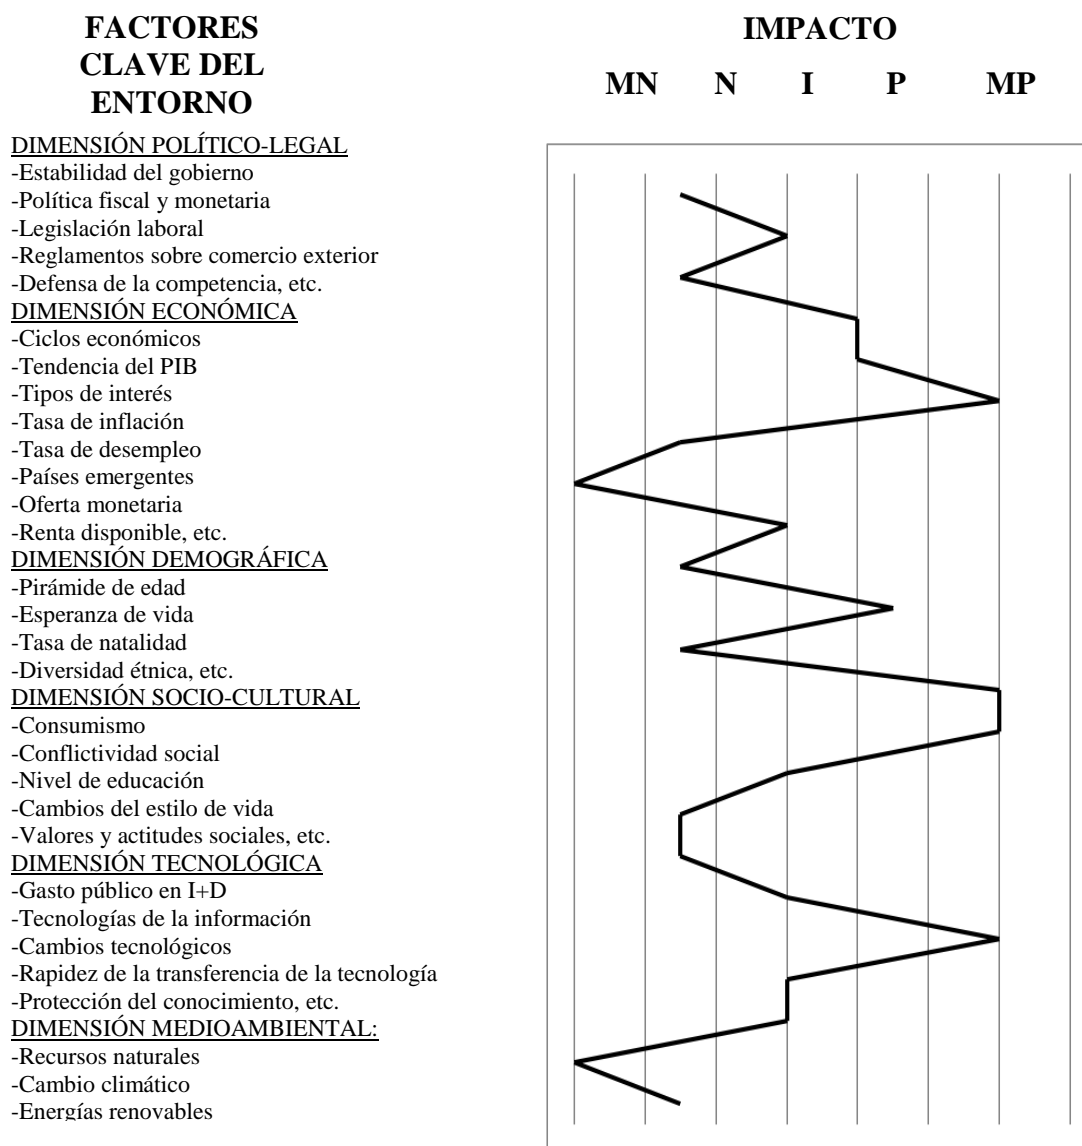 FACTORES
CLAVE DEL
ENTORNO
IMPACTO
MN N I P MP
DIMENSIÓN POLÍTICO-LEGAL
-Estabilidad del gobierno
-Política fiscal y monetaria
-Legislación laboral
-Reglamentos sobre comercio exterior
-Defensa de la competencia, etc.
DIMENSIÓN ECONÓMICA
-Ciclos económicos
-Tendencia del PIB
-Tipos de interés
-Tasa de inflación
-Tasa de desempleo
-Países emergentes
-Oferta monetaria
-Renta disponible, etc.
DIMENSIÓN DEMOGRÁFICA
-Pirámide de edad
-Esperanza de vida
-Tasa de natalidad
-Diversidad étnica, etc.
DIMENSIÓN SOCIO-CULTURAL
-Consumismo
-Conflictividad social
-Nivel de educación
-Cambios del estilo de vida
-Valores y actitudes sociales, etc.
DIMENSIÓN TECNOLÓGICA
-Gasto público en I+D
-Tecnologías de la información
-Cambios tecnológicos
-Rapidez de la transferencia de la tecnología
-Protección del conocimiento, etc.
DIMENSIÓN MEDIOAMBIENTAL:
-Recursos naturales
-Cambio climático
-Energías renovables